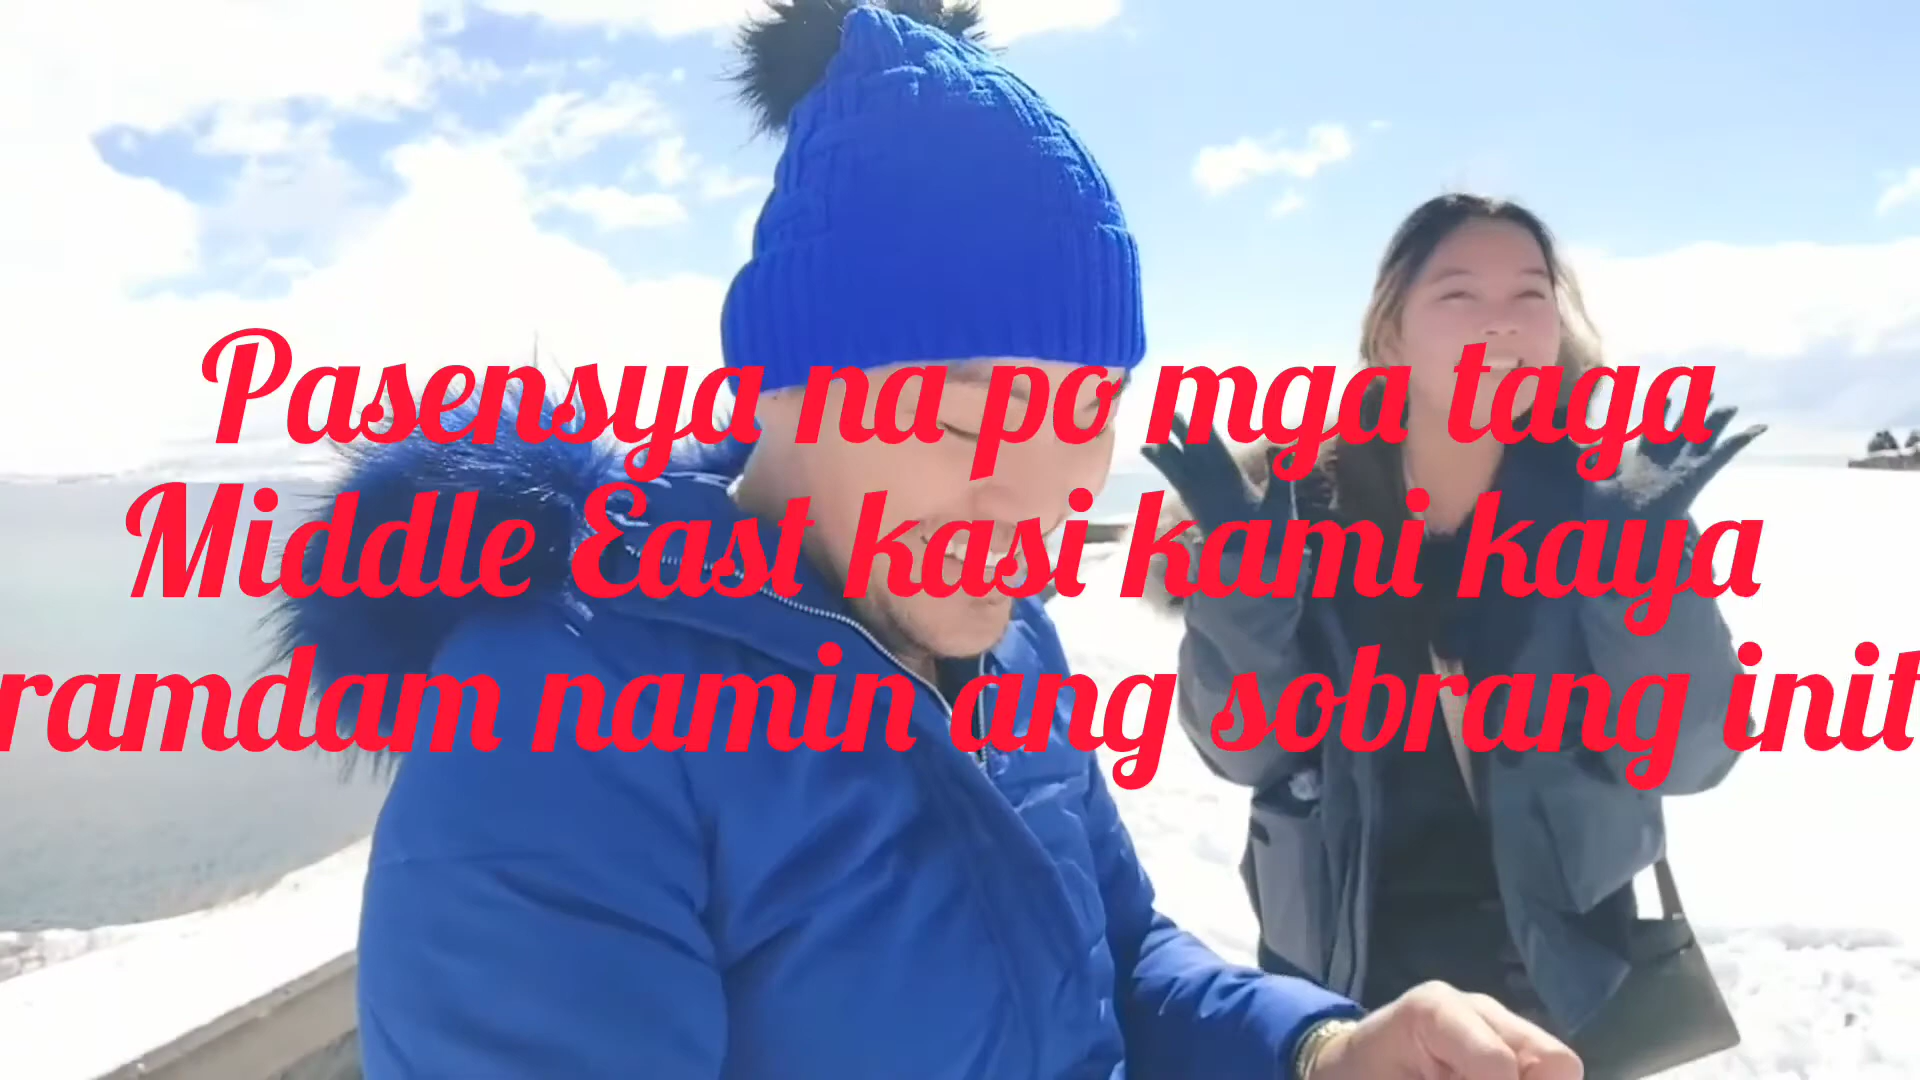 Pasensya na po mga taga
Middle East kasi kami kaya
ramdam namin ang sobrang init